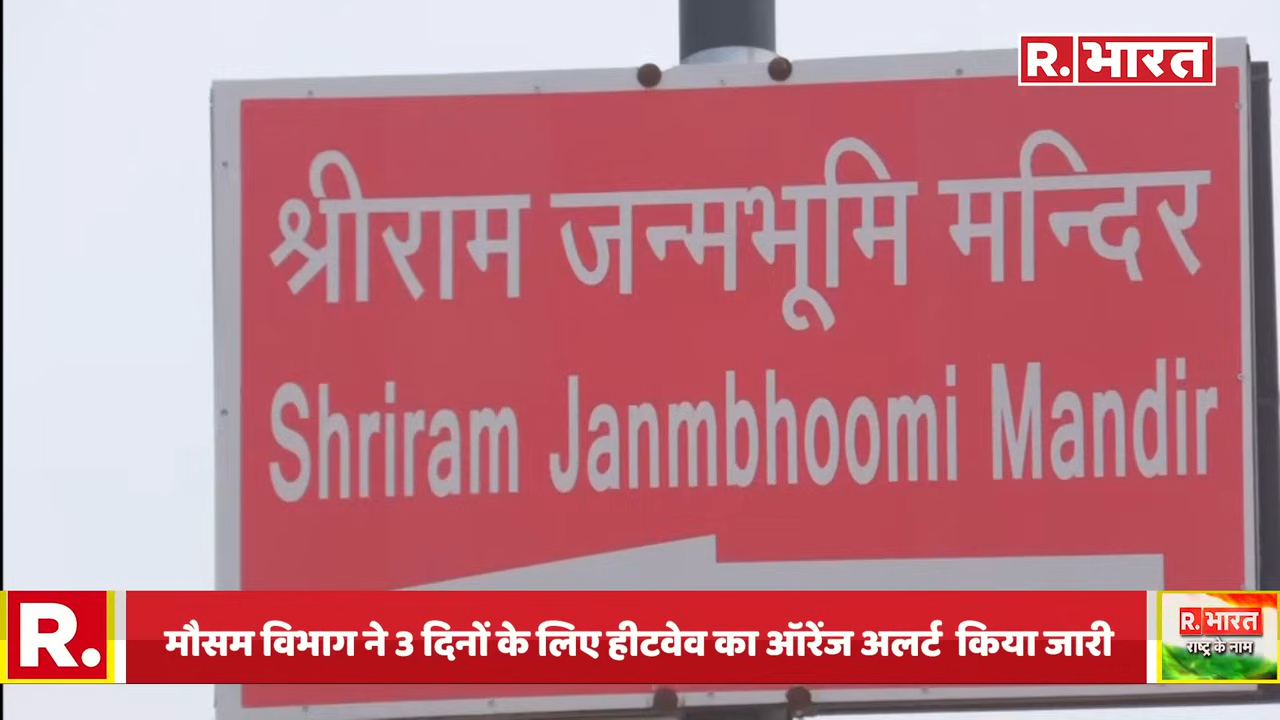 R. भारत
श्रीराम जन्मभूमि मन्दिर
Shriram Janmbhoomi Mandir
R. मौसम विभाग ने 3 दिनों के लिए हीटवेव का ऑरेंज अलर्ट किया जारी
R. भारत
राष्ट्र के नाम